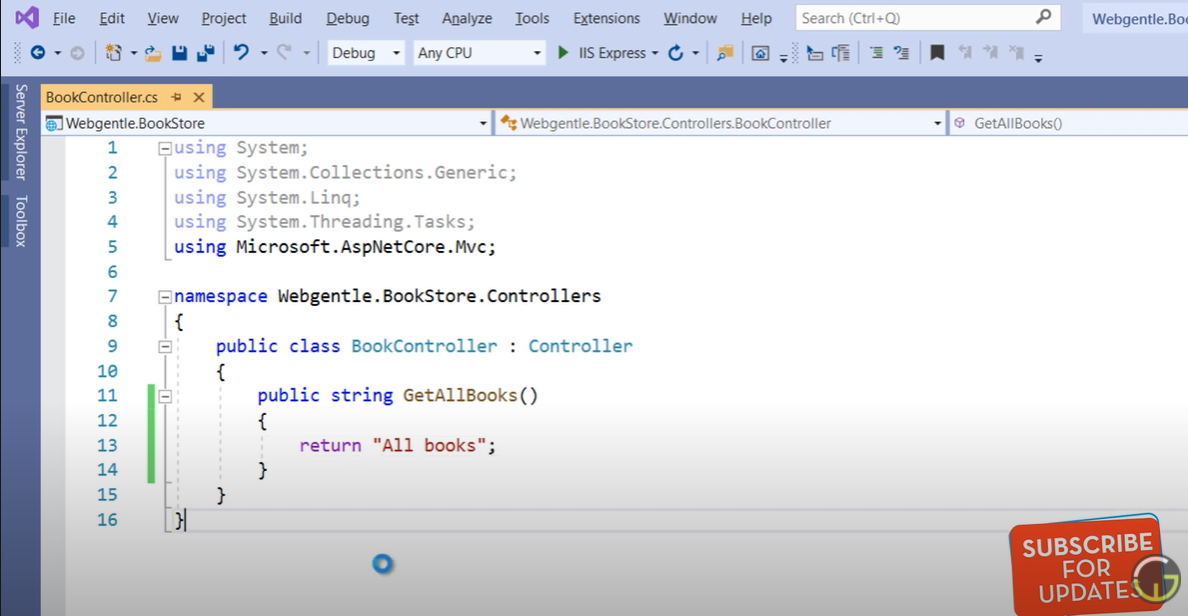 File Edit View Project Build Debug Test Analyze Tools Extensions Window Help Search (Ctrl+Q)
Debug Any CPU IIS Express
Server Explorer
Toolbox
BookController.cs
Webgentle.BookStore Webgentle.BookStore.Controllers.BookController GetAllBooks()
1 using System;
2 using System.Collections.Generic;
3 using System.Linq;
4 using System.Threading.Tasks;
5 using Microsoft.AspNetCore.Mvc;
6
7 namespace Webgentle.BookStore.Controllers
8 {
9 public class BookController : Controller
10 {
11 public string GetAllBooks()
12 {
13 return "All books";
14 }
15 }
16 }
SUBSCRIBE
FOR
UPDATES